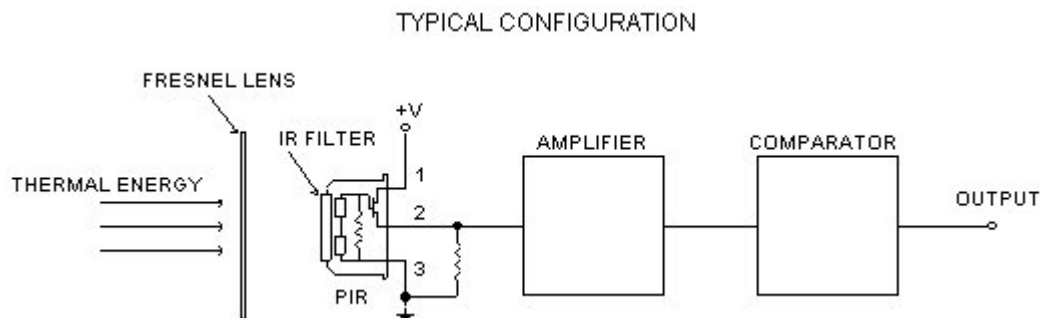 TYPICAL CONFIGURATION
FRESNEL LENS
+V
IR FILTER
AMPLIFIER
COMPARATOR
THERMAL ENERGY
1
2
OUTPUT
3
PIR